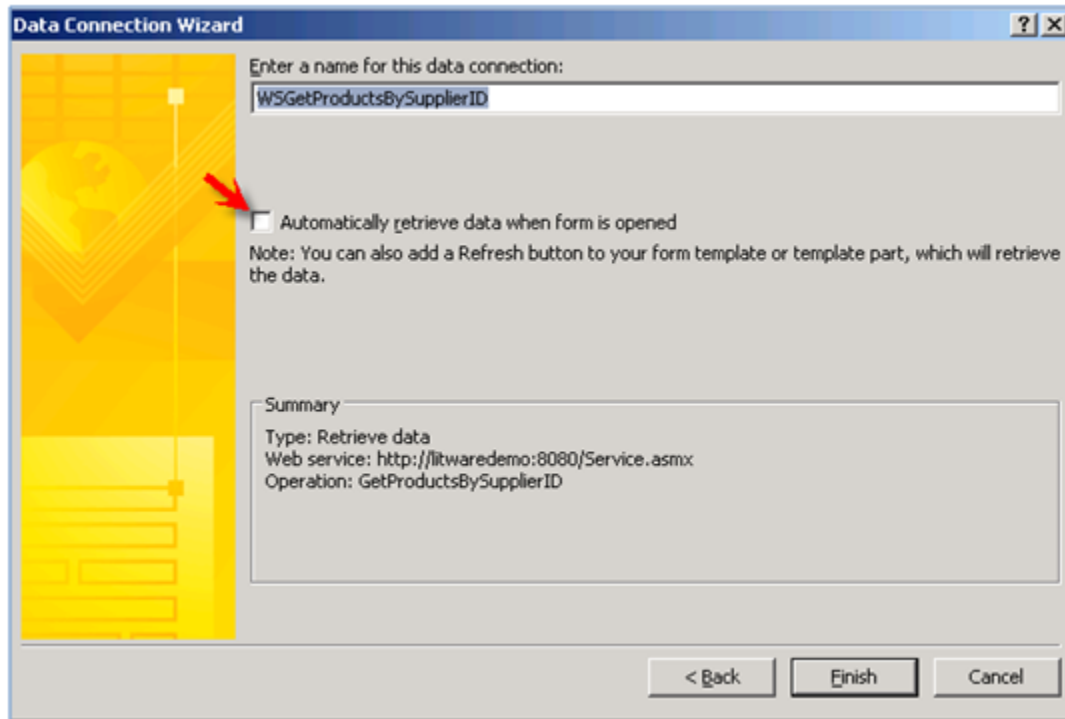 Data Connection Wizard
Enter a name for this data connection:
WSGetProductsBySupplierID
Automatically retrieve data when form is opened
Note: You can also add a Refresh button to your form template or template part, which will retrieve
the data.
Summary
Type: Retrieve data
Web service: http://litwaredemo:8080/Service.asmx
Operation: GetProductsBySupplierID
< Back
Finish
Cancel